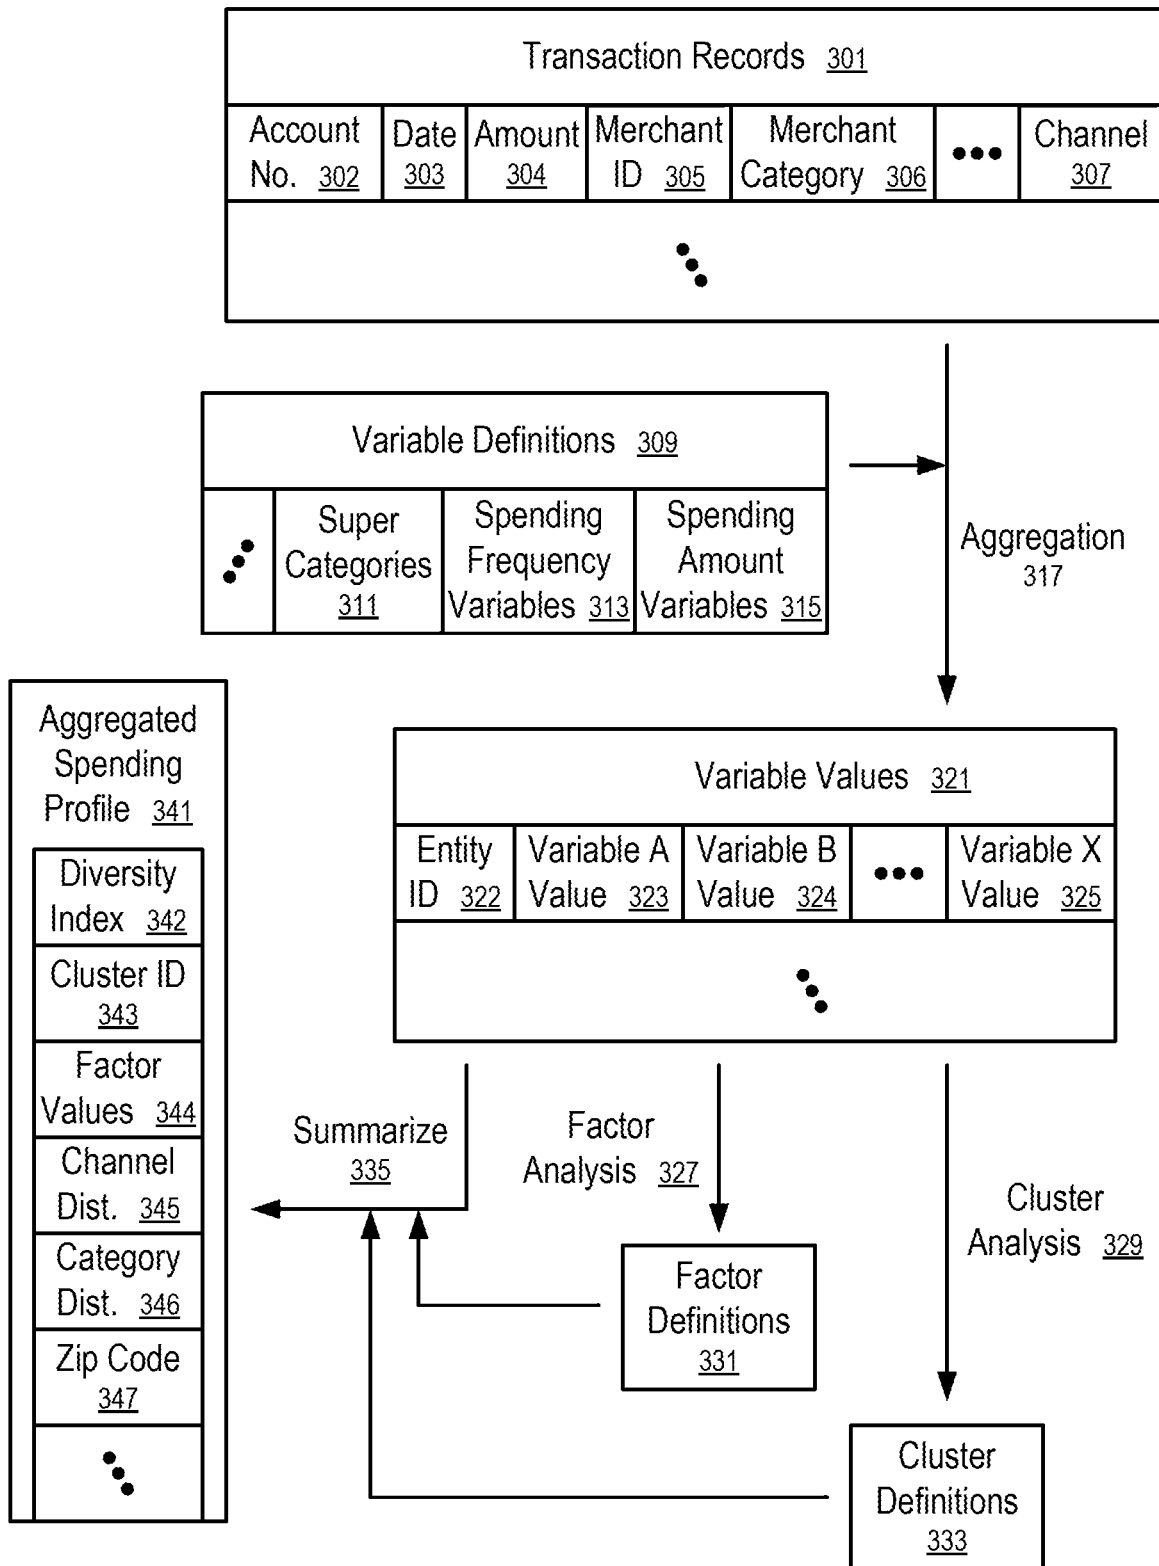 Transaction Records 301
Account No. 302
Date 303
Amount 304
Merchant ID 305
Merchant Category 306
Channel 307
Variable Definitions 309
Super Categories 311
Spending Frequency Variables 313
Spending Amount Variables 315
Aggregation 317
Aggregated Spending Profile 341
Diversity Index 342
Cluster ID 343
Factor Values 344
Channel Dist. 345
Category Dist. 346
Zip Code 347
Variable Values 321
Entity ID 322
Variable A Value 323
Variable B Value 324
Variable X Value 325
Summarize 335
Factor Analysis 327
Cluster Analysis 329
Factor Definitions 331
Cluster Definitions 333